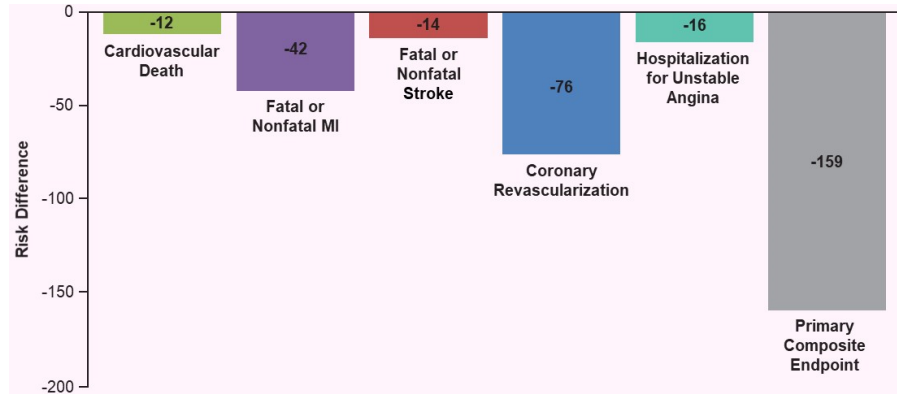 0
-50
-100
-150
-200
Risk Difference
-12
Cardiovascular
Death
-42
Fatal or
Nonfatal MI
-14
Fatal or
Nonfatal
Stroke
-76
Coronary
Revascularization
-16
Hospitalization
for Unstable
Angina
-159
Primary
Composite
Endpoint